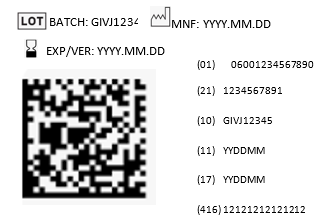 LOT BATCH: GIVJ1234 MNF: YYYY.MM.DD
EXP/VER: YYYY.MM.DD
(01) 06001234567890
(21) 1234567891
(10) GIVJ12345
(11) YYDDMM
(17) YYDDMM
(416) 12121212121212